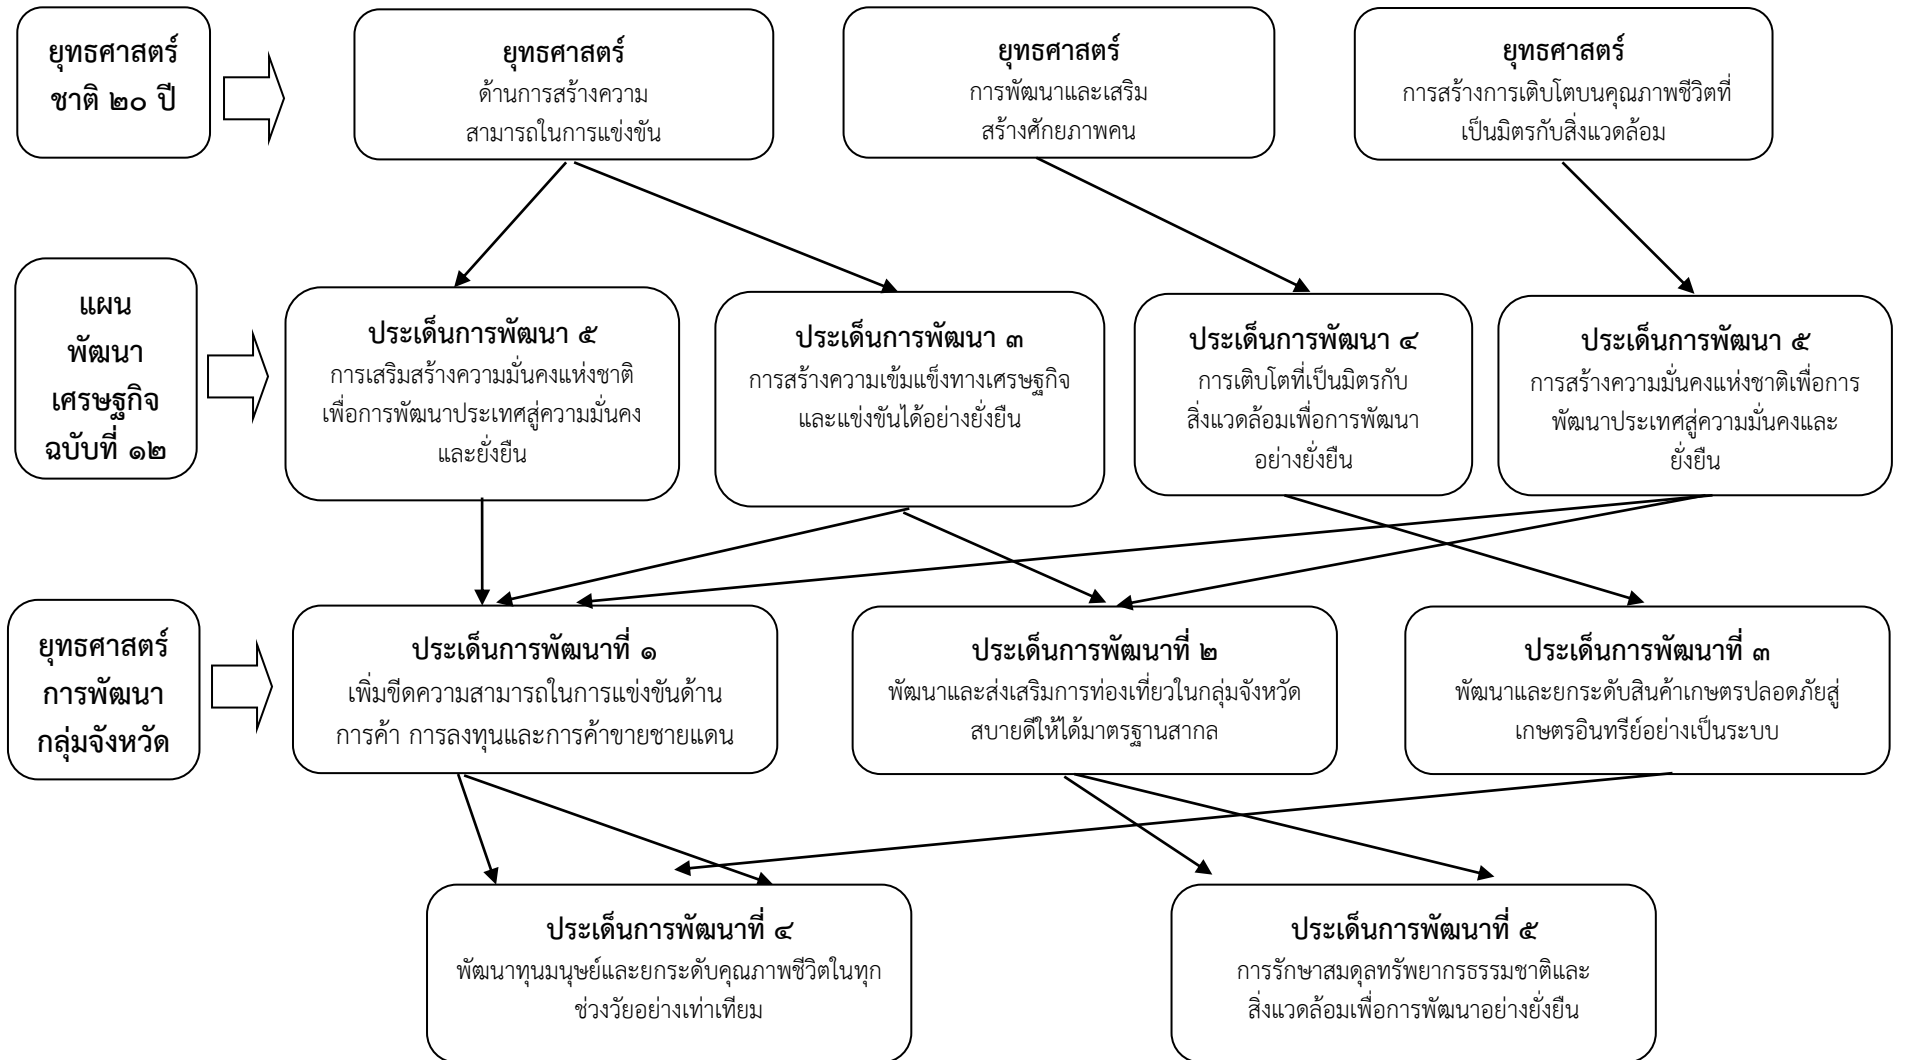 ยุทธศาสตร์
ชาติ ๒๐ ปี
ยุทธศาสตร์
ด้านการสร้างความ
สามารถในการแข่งขัน
ยุทธศาสตร์
การพัฒนาและเสริม
สร้างศักยภาพคน
ยุทธศาสตร์
การสร้างการเติบโตบนคุณภาพชีวิตที่
เป็นมิตรกับสิ่งแวดล้อม
แผน
พัฒนา
เศรษฐกิจ
ฉบับที่ ๑๒
ประเด็นการพัฒนา ๕
การเสริมสร้างความมั่นคงแห่งชาติ
เพื่อการพัฒนาประเทศสู่ความมั่นคง
และยั่งยืน
ประเด็นการพัฒนา ๓
การสร้างความเข้มแข็งทางเศรษฐกิจ
และแข่งขันได้อย่างยั่งยืน
ประเด็นการพัฒนา ๔
การเติบโตที่เป็นมิตรกับ
สิ่งแวดล้อมเพื่อการพัฒนา
อย่างยั่งยืน
ประเด็นการพัฒนา ๕
การสร้างความมั่นคงแห่งชาติเพื่อการ
พัฒนาประเทศสู่ความมั่นคงและ
ยั่งยืน
ยุทธศาสตร์
การพัฒนา
กลุ่มจังหวัด
ประเด็นการพัฒนาที่ ๑
เพิ่มขีดความสามารถในการแข่งขันด้าน
การค้า การลงทุนและการค้าขายชายแดน
ประเด็นการพัฒนาที่ ๒
พัฒนาและส่งเสริมการท่องเที่ยวในกลุ่มจังหวัด
สบายดีให้ได้มาตรฐานสากล
ประเด็นการพัฒนาที่ ๓
พัฒนาและยกระดับสินค้าเกษตรปลอดภัยสู่
เกษตรอินทรีย์อย่างเป็นระบบ
ประเด็นการพัฒนาที่ ๔
พัฒนาทุนมนุษย์และยกระดับคุณภาพชีวิตในทุก
ช่วงวัยอย่างเท่าเทียม
ประเด็นการพัฒนาที่ ๕
การรักษาสมดุลทรัพยากรธรรมชาติและ
สิ่งแวดล้อมเพื่อการพัฒนาอย่างยั่งยืน